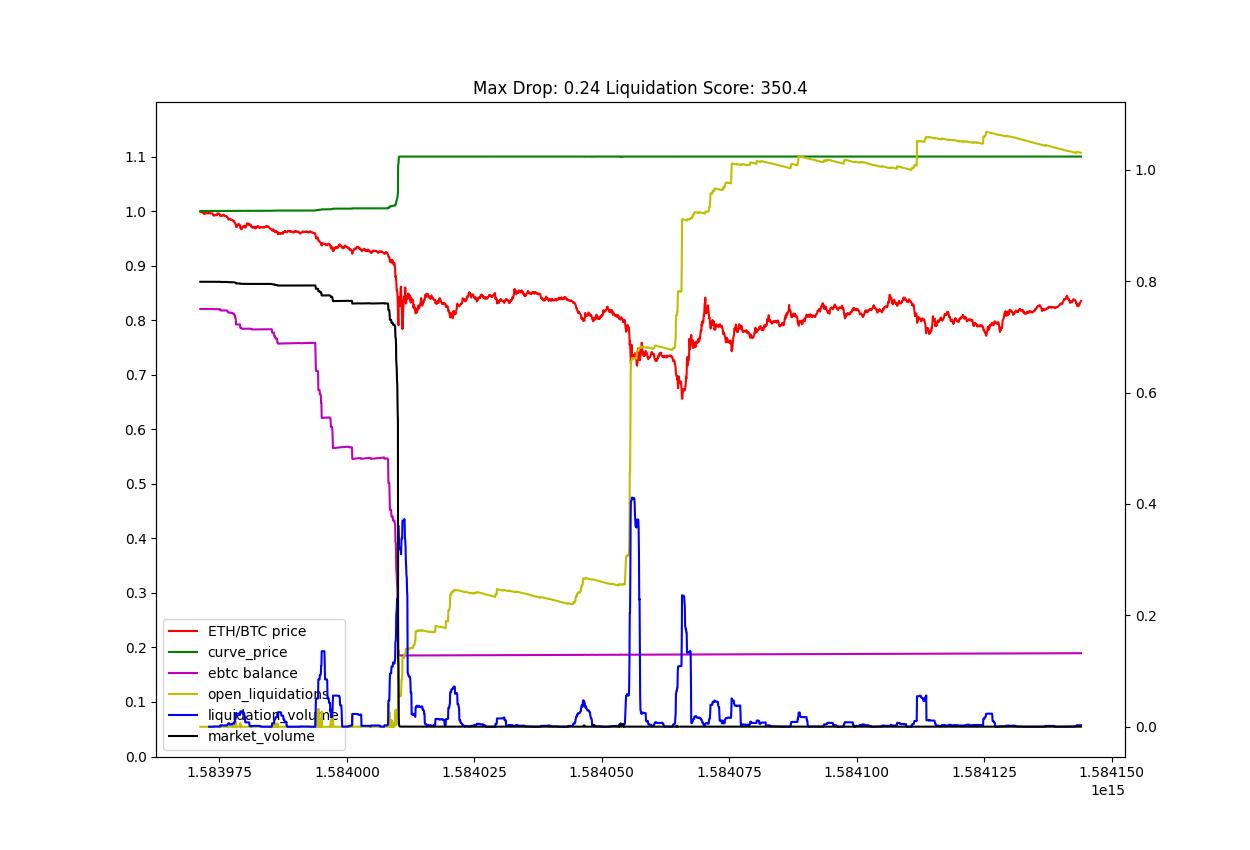 Max Drop: 0.24 Liquidation Score: 350.4
1.1
1.0
0.9
0.8
0.7
0.6
0.5
0.4
0.3
0.2
0.1
0.0
1.0
0.8
0.6
0.4
0.2
0.0
ETH/BTC price
curve_price
ebtc balance
open_liquidations
liquidation_volume
market_volume
1.583975 1.584000 1.584025 1.584050 1.584075 1.584100 1.584125 1.584150
1e15